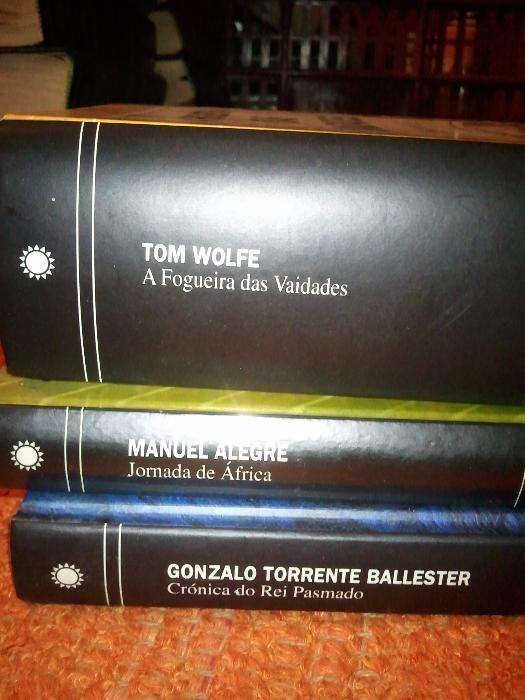 TOM WOLFE
A Fogueira das Vaidades
MANUEL ALEGRE
Jornada de África
GONZALO TORRENTE BALLESTER
Crónica do Rei Pasmado